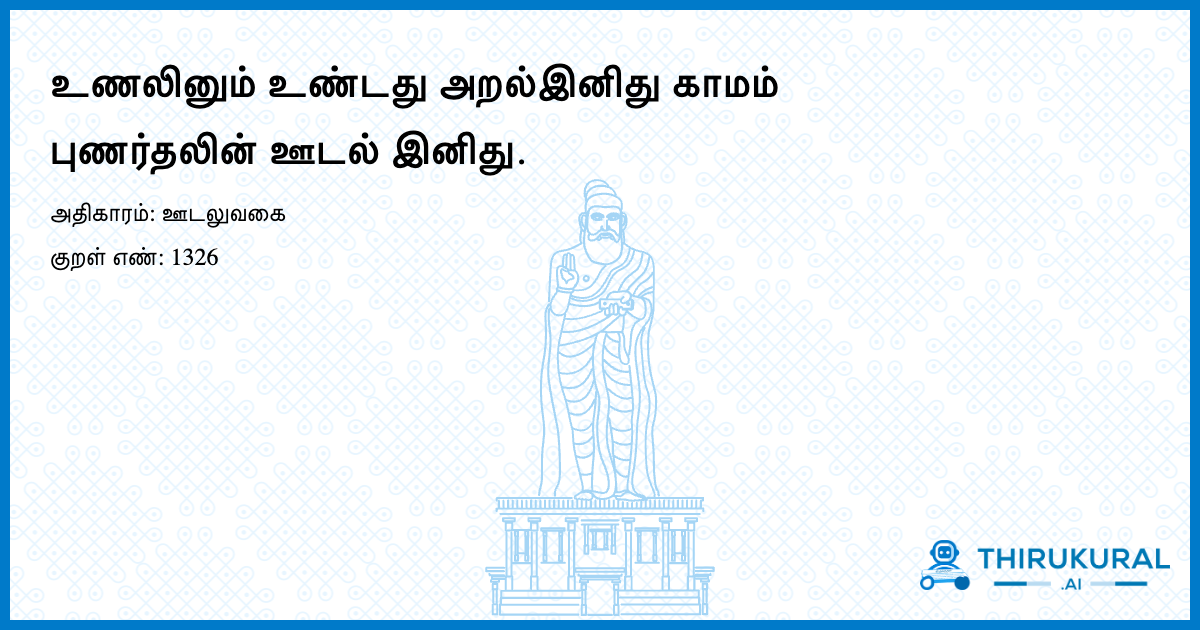 உணலினும் உண்டது அறல்இனிது காமம்
புணர்தலின் ஊடல் இனிது.
அதிகாரம்: ஊடலுவகை
குறள் எண்: 1326
THIRUKURAL
.AI